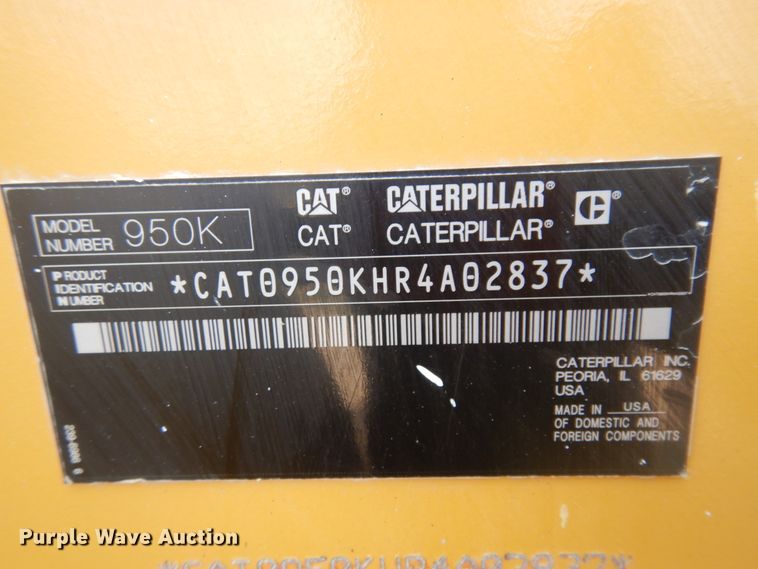 MODEL NUMBER 950K
CAT® CATERPILLAR® ®
CAT® CATERPILLAR®
PRODUCT
IDENTIFICATION
NUMBER
*CAT0950KHR4A02837*
CATERPILLAR INC.
PEORIA, IL 61629
USA
MADE IN USA
OF DOMESTIC AND
FOREIGN COMPONENTS
Purple Wave Auction
*CAT0950KHR4A02837*